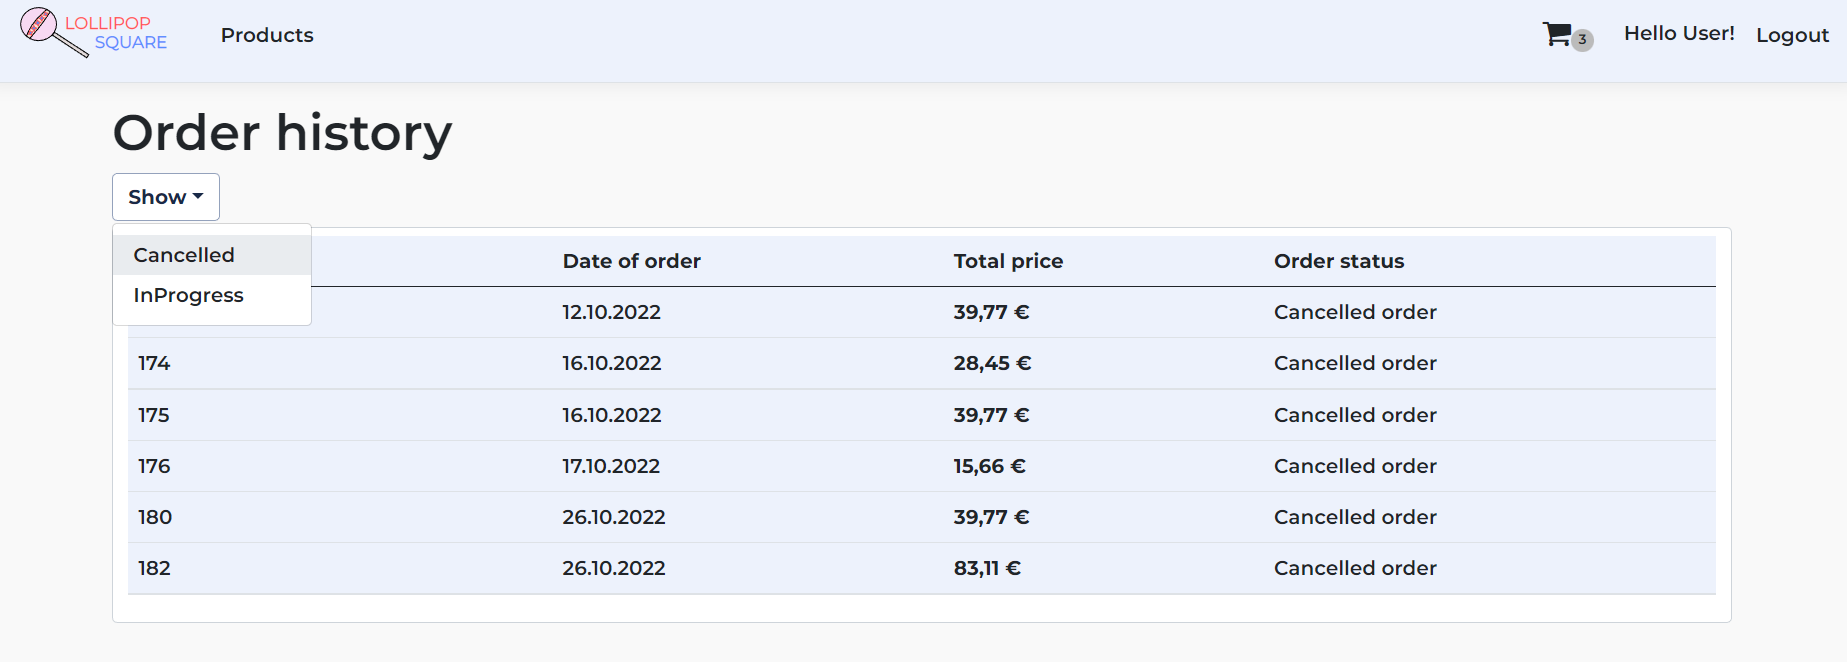 LOLLIPOP
SQUARE
Products
3
Hello User!
Logout
Order history
Show
Cancelled
InProgress
Date of order Total price Order status
12.10.2022 39,77 € Cancelled order
174 16.10.2022 28,45 € Cancelled order
175 16.10.2022 39,77 € Cancelled order
176 17.10.2022 15,66 € Cancelled order
180 26.10.2022 39,77 € Cancelled order
182 26.10.2022 83,11 € Cancelled order